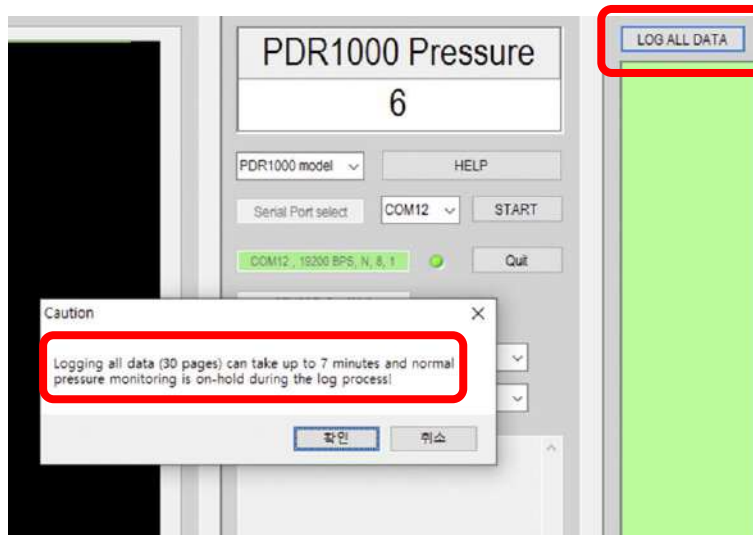 LOG ALL DATA
PDR1000 Pressure
6
PDR1000 model
HELP
Serial Port select
COM12
START
COM12 , 19200 BPS, N, 8, 1
Quit
Caution
Logging all data (30 pages) can take up to 7 minutes and normal
pressure monitoring is on-hold during the log process!
확인
취소